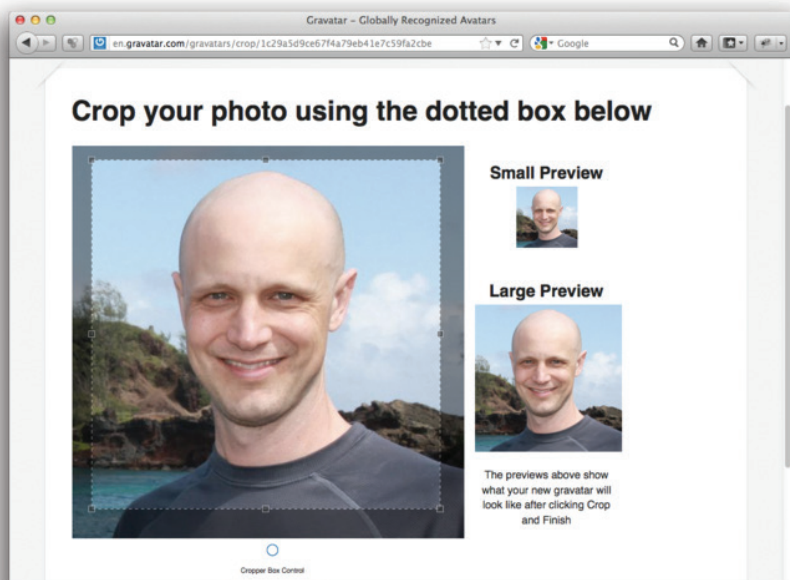 Gravatar – Globally Recognized Avatars
en.gravatar.com/gravatars/crop/1c29a5d9ce67f4a79eb41e7c59fa2cbe
Google
Crop your photo using the dotted box below
Small Preview
Large Preview
The previews above show
what your new gravatar will
look like after clicking Crop
and Finish
Cropper Box Control